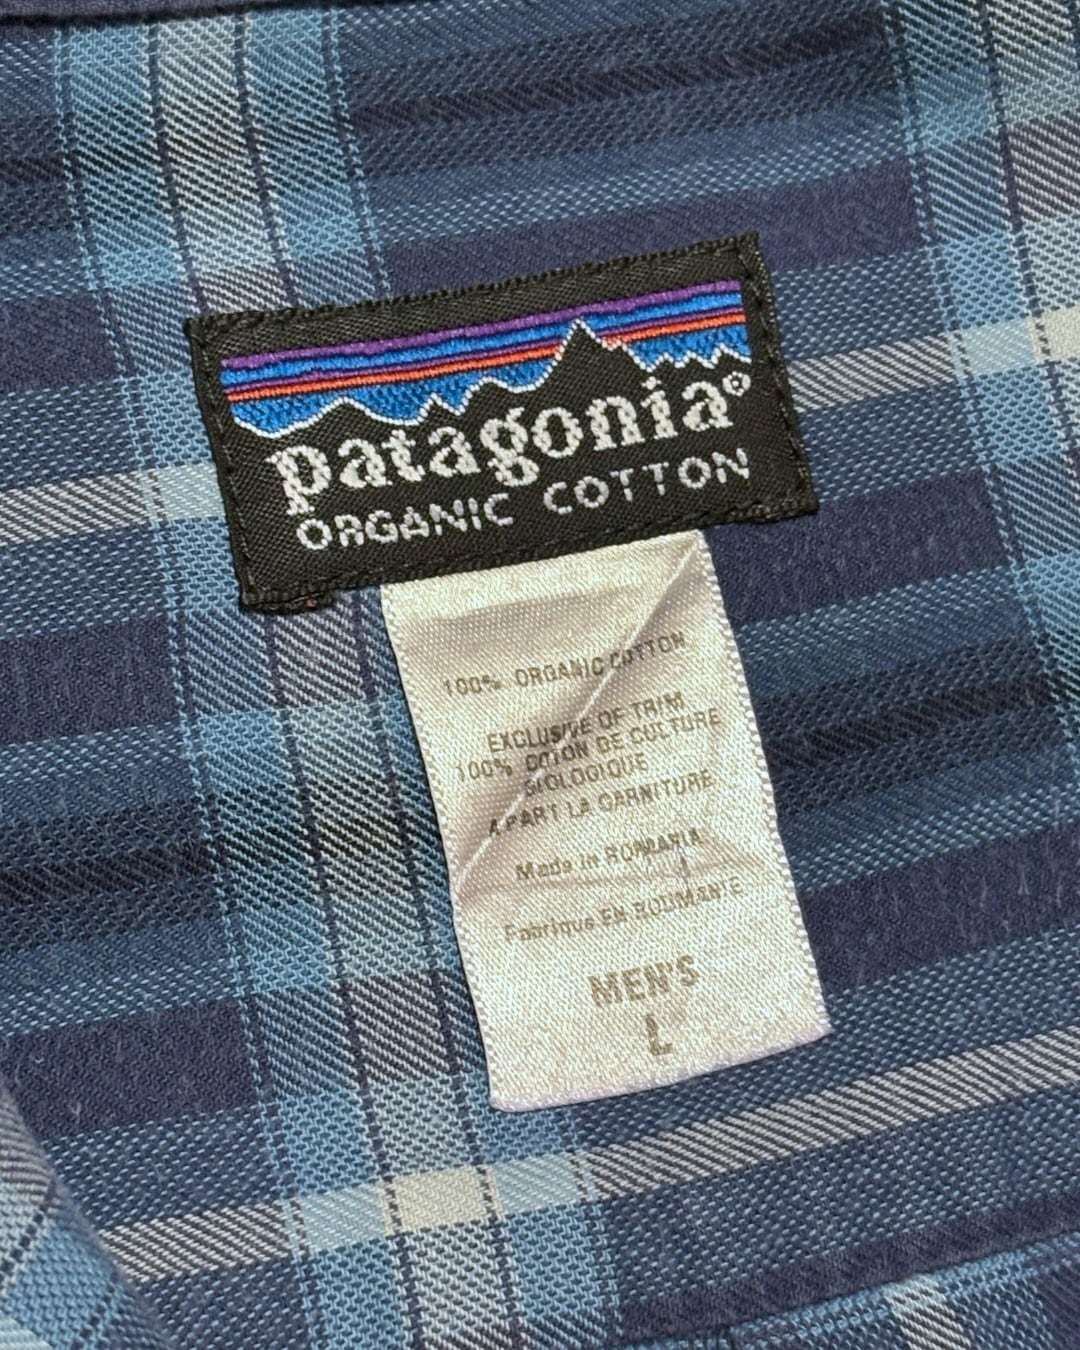 patagonia®
ORGANIC COTTON
100% ORGANIC COTTON
EXCLUSIVE OF TRIM
100% COTON DE CULTURE
BIOLOGIQUE
A PART LA GARNITURE
Made in ROMANIA
Fabrique EN ROUMANIE
MEN'S
L